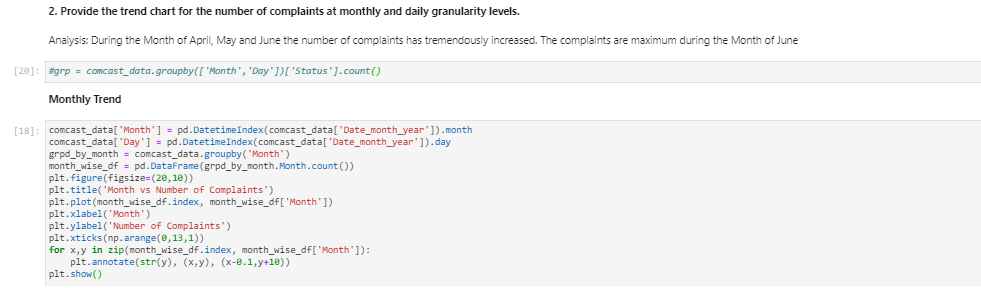 2. Provide the trend chart for the number of complaints at monthly and daily granularity levels.
Analysis: During the Month of April, May and June the number of complaints has tremendously increased. The complaints are maximum during the Month of June
[20]: #grp = comcast_data.groupby(['Month','Day'])['Status'].count()
Monthly Trend
[18]: comcast_data['Month'] = pd.DatetimeIndex(comcast_data['Date_month_year']).month
comcast_data['Day'] = pd.DatetimeIndex(comcast_data['Date_month_year']).day
grpd_by_month = comcast_data.groupby('Month')
month_wise_df = pd.DataFrame(grpd_by_month.Month.count())
plt.figure(figsize=(20,10))
plt.title('Month vs Number of Complaints')
plt.plot(month_wise_df.index, month_wise_df['Month'])
plt.xlabel('Month')
plt.ylabel('Number of Complaints')
plt.xticks(np.arange(0,13,1))
for x,y in zip(month_wise_df.index, month_wise_df['Month']):
    plt.annotate(str(y), (x,y), (x-0.1,y+10))
plt.show()